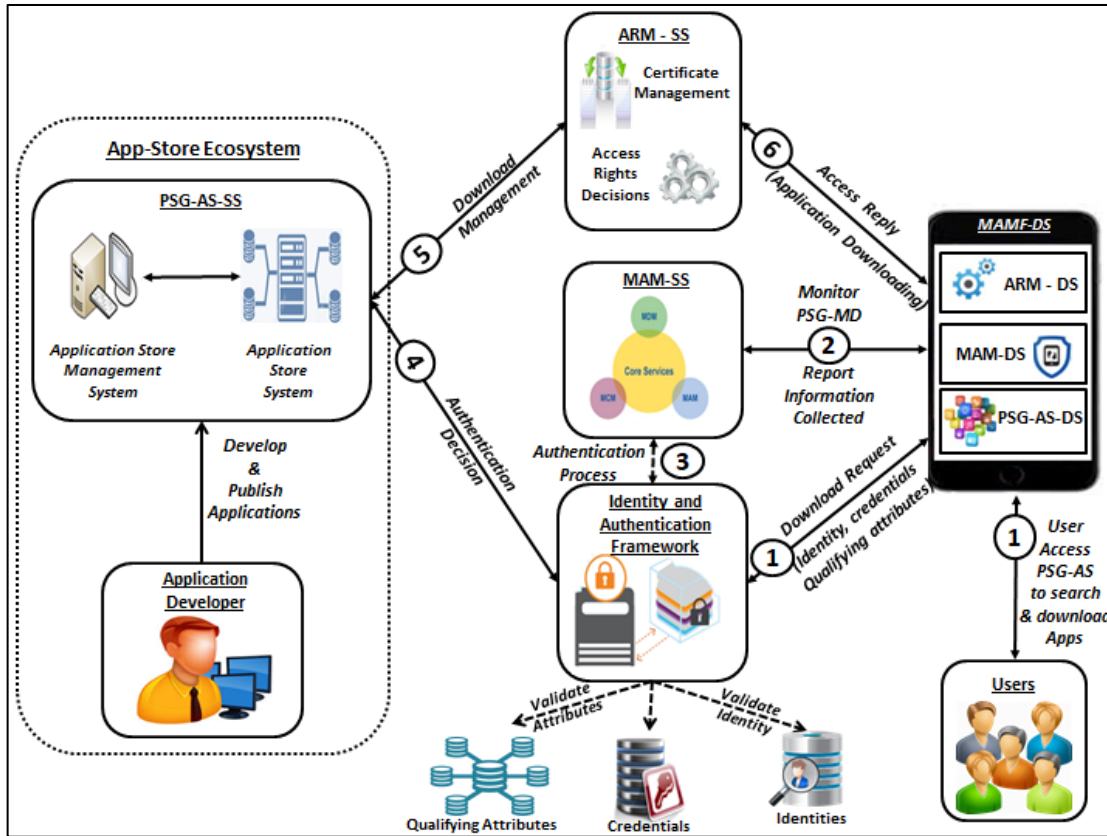 App-Store Ecosystem
PSG-AS-SS
Application Store
Management
System
Application
Store
System
Develop
&
Publish
Applications
Application
Developer
5
Download
Management
4
Authentication
Decision
ARM - SS
Certificate
Management
Access
Rights
Decisions
MAM-SS
MDM
Core Services
MCM
MAM
Authentication
Process
3
Identity and
Authentication
Framework
Validate
Attributes
Validate
Identity
Qualifying Attributes
Credentials
Identities
6
Access Reply
(Application Downloading)
Monitor
PSG-MD
2
Report
Information
Collected
1
Download Request
(Identity, credentials
Qualifying attributes)
MAMF-DS
ARM - DS
MAM-DS
PSG-AS-DS
1
User
Access
PSG-AS
to search
& download
Apps
Users